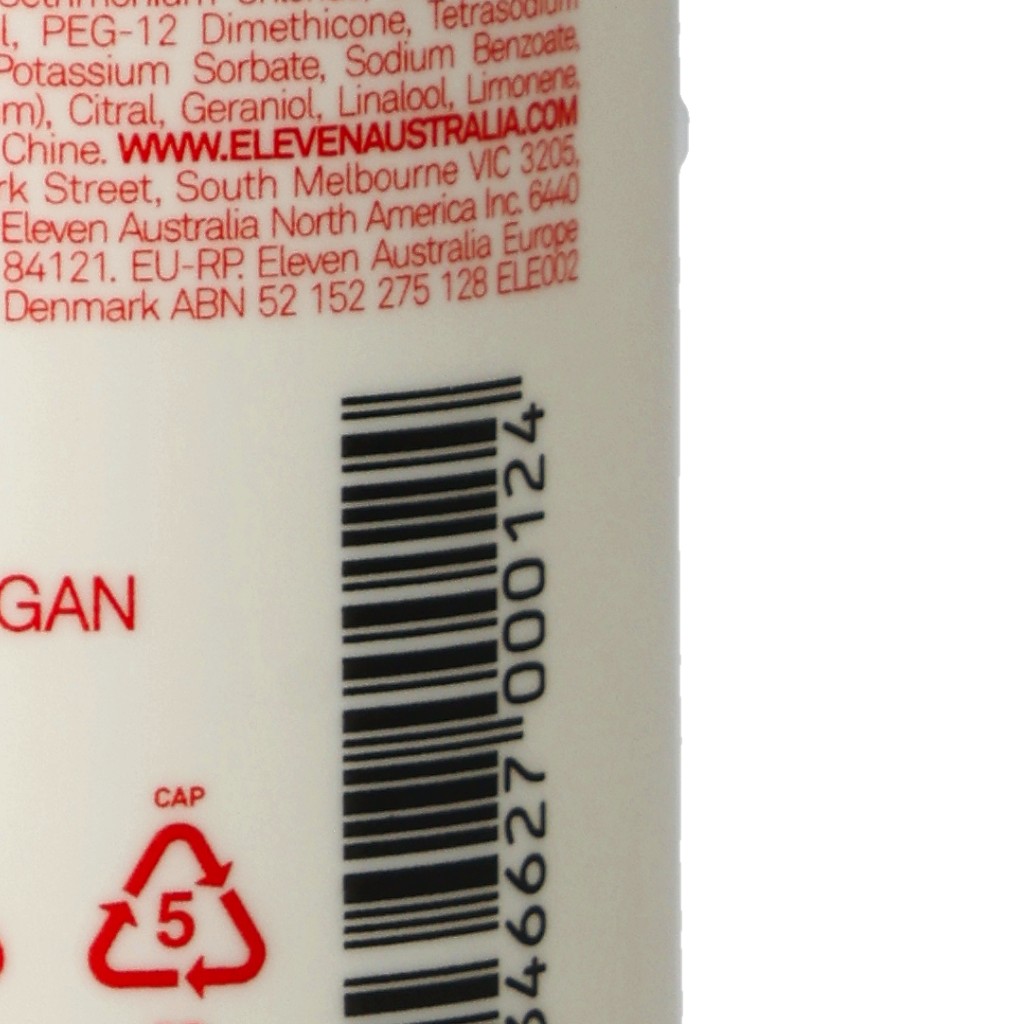 l, PEG-12 Dimethicone, Tetrasodium
Potassium Sorbate, Sodium Benzoate,
m), Citral, Geraniol, Linalool, Limonene,
Chine. WWW.ELEVENAUSTRALIA.COM
rk Street, South Melbourne VIC 3205,
Eleven Australia North America Inc. 6440
84121. EU-RP. Eleven Australia Europe
Denmark ABN 52 152 275 128 ELE002
GAN
CAP
5
34627 000124